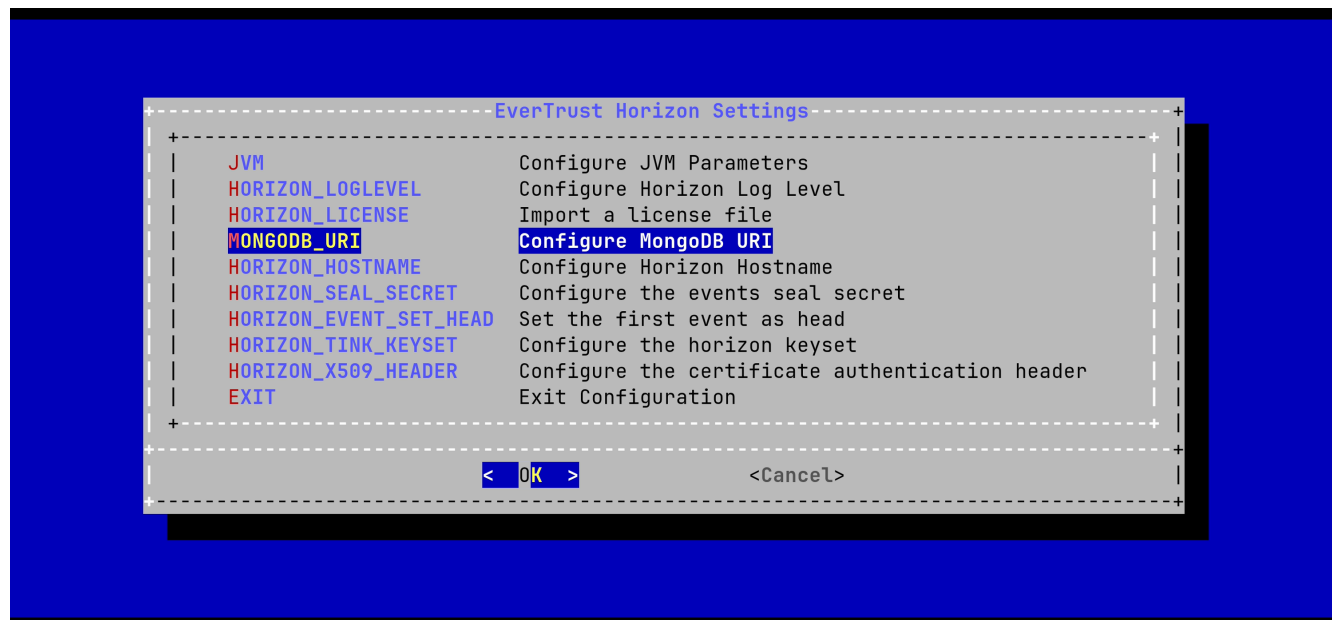 EverTrust Horizon Settings
JVM Configure JVM Parameters
HORIZON_LOGLEVEL Configure Horizon Log Level
HORIZON_LICENSE Import a license file
MONGODB_URI Configure MongoDB URI
HORIZON_HOSTNAME Configure Horizon Hostname
HORIZON_SEAL_SECRET Configure the events seal secret
HORIZON_EVENT_SET_HEAD Set the first event as head
HORIZON_TINK_KEYSET Configure the horizon keyset
HORIZON_X509_HEADER Configure the certificate authentication header
EXIT Exit Configuration
< OK > <Cancel>